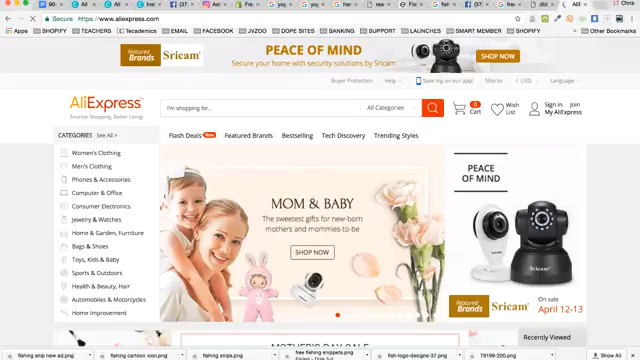 Secure https://www.aliexpress.com
Chris
Apps SHOPIFY TEACHERS Tecademics FACEBOOK JVZOO DOPE SITES BANKING SUPPORT LAUNCHES SMART MEMBER SHOPIFY EMAIL Other Bookmarks
Featured Brands Sricam
PEACE OF MIND
Secure your home with security solutions by Sricam
SHOP NOW
Buyer Protection Help Save big on our app! Ship to / USD Language
AliExpress
Smarter Shopping, Better Living!
I'm shopping for... All Categories
0 Cart
Wish List
Sign in Join
My AliExpress
CATEGORIES See All >
Flash Deals New Featured Brands Bestselling Tech Discovery Trending Styles
Women's Clothing
Men's Clothing
Phones & Accessories
Computer & Office
Consumer Electronics
Jewelry & Watches
Home & Garden, Furniture
Bags & Shoes
Toys, Kids & Baby
Sports & Outdoors
Health & Beauty, Hair
Automobiles & Motorcycles
Home Improvement
MOM & BABY
The sweetest gifts for new-born
mothers and mommies-to-be
SHOP NOW
PEACE
OF MIND
Sricam
Featured Brands Sricam
On sale
April 12-13
MOTHER'S DAY SALE
Recently Viewed
fishing spin new ad.png
fishing cartoon icon.png
fishing snips.png
free fishing snippets.png
fish-logo-designs-37.png
79199-200.png
Show All